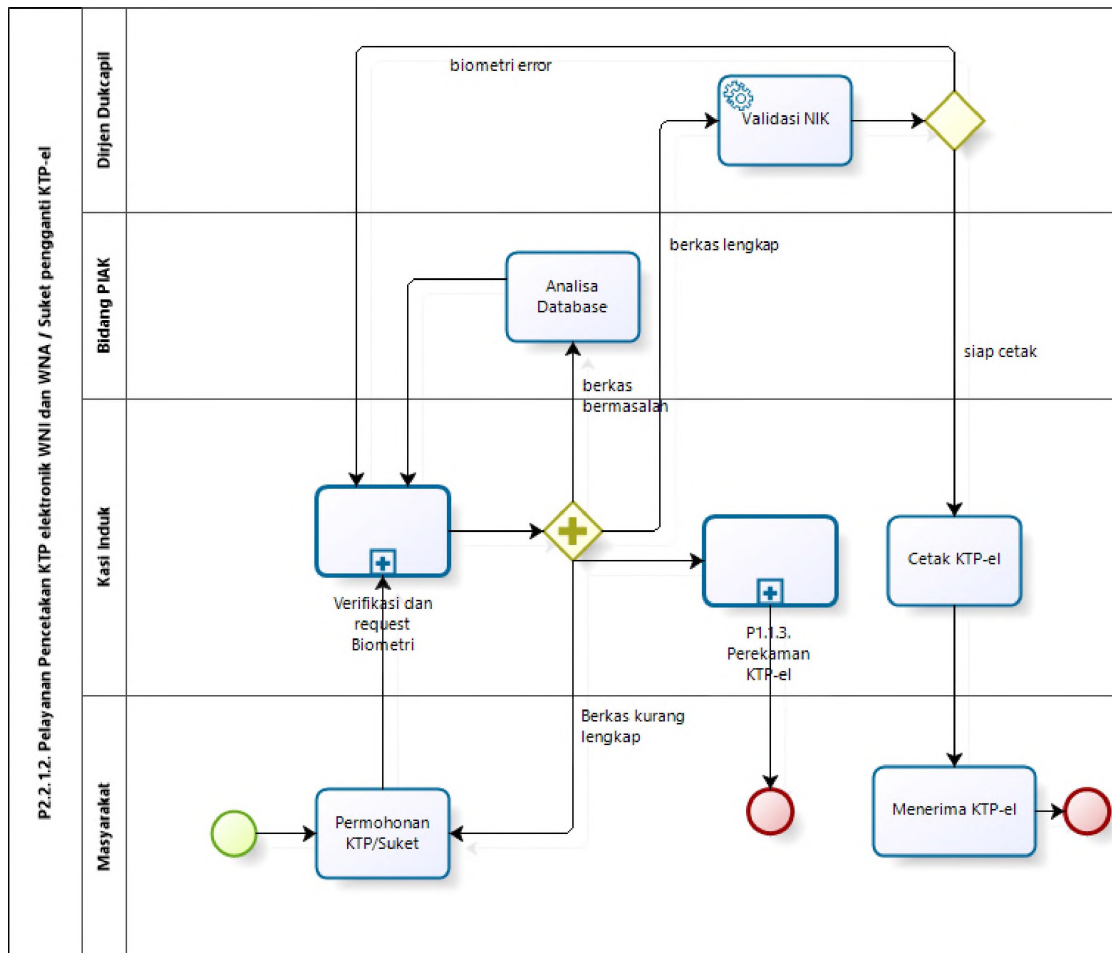 P2.2.1.2. Pelayanan Pencetakan KTP elektronik WNI dan WNA / Suket pengganti KTP-el
Dirjen Dukcapil
biometri error
Validasi NIK
Bidang PIAK
Analisa
Database
berkas lengkap
berkas
bermasalah
siap cetak
Kasi Induk
Verifikasi dan
request
Biometri
P1.1.3.
Perekaman
KTP-el
Cetak KTP-el
Masyarakat
Permohonan
KTP/Suket
Berkas kurang
lengkap
Menerima KTP-el